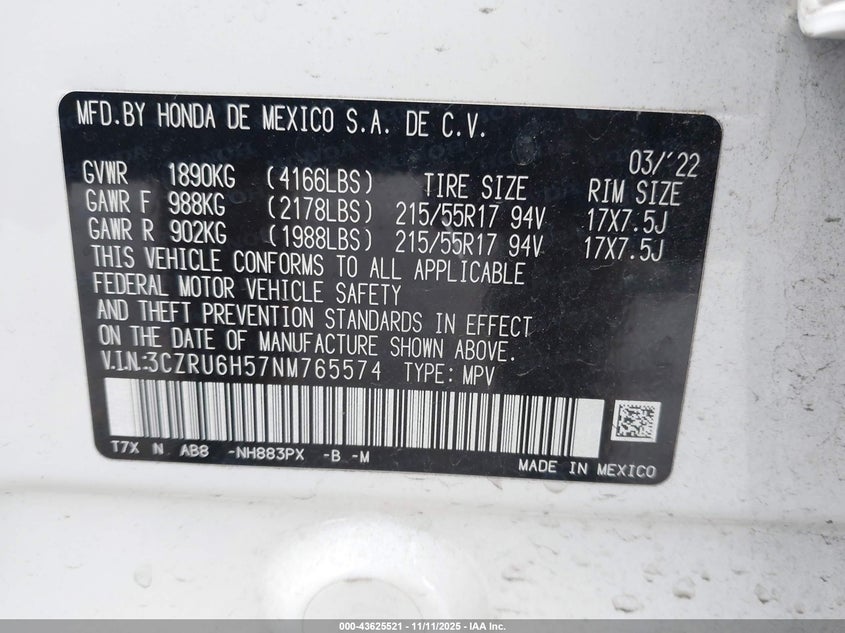 MFD.BY HONDA DE MEXICO S.A. DE C.V.
03/'22
GVWR 1890KG (4166LBS) TIRE SIZE RIM SIZE
GAWR F 988KG (2178LBS) 215/55R17 94V 17X7.5J
GAWR R 902KG (1988LBS) 215/55R17 94V 17X7.5J
THIS VEHICLE CONFORMS TO ALL APPLICABLE
FEDERAL MOTOR VEHICLE SAFETY
AND THEFT PREVENTION STANDARDS IN EFFECT
ON THE DATE OF MANUFACTURE SHOWN ABOVE.
V.I.N.:3CZRU6H57NM765574 TYPE: MPV
T7X N AB8 -NH883PX -B -M
MADE IN MEXICO
000-43625521 - 11/11/2025 - IAA Inc.